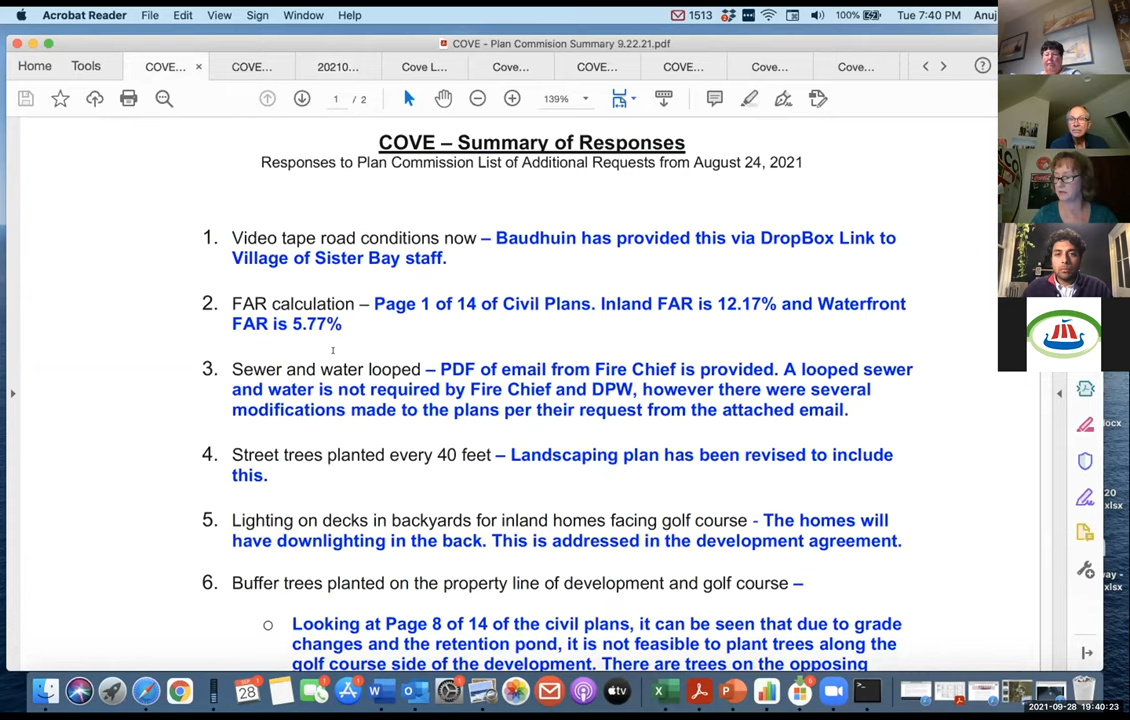 Acrobat Reader File Edit View Sign Window Help 1513 100% Tue 7:40 PM Anuj
COVE - Plan Commision Summary 9.22.21.pdf
Home Tools COVE... × COVE... 20210... Cove L... Cove... COVE... COVE... Cove... Cove...
1 / 2 139%
COVE – Summary of Responses
Responses to Plan Commission List of Additional Requests from August 24, 2021
1. Video tape road conditions now – Baudhuin has provided this via DropBox Link to
Village of Sister Bay staff.
2. FAR calculation – Page 1 of 14 of Civil Plans. Inland FAR is 12.17% and Waterfront
FAR is 5.77%
3. Sewer and water looped – PDF of email from Fire Chief is provided. A looped sewer
and water is not required by Fire Chief and DPW, however there were several
modifications made to the plans per their request from the attached email.
4. Street trees planted every 40 feet – Landscaping plan has been revised to include
this.
5. Lighting on decks in backyards for inland homes facing golf course - The homes will
have downlighting in the back. This is addressed in the development agreement.
6. Buffer trees planted on the property line of development and golf course –
o Looking at Page 8 of 14 of the civil plans, it can be seen that due to grade
changes and the retention pond, it is not feasible to plant trees along the
golf course side of the development. There are trees on the opposing
ocx
20
xlsx
ay -
xlsx
28
tv
2021-09-28 19:40:23